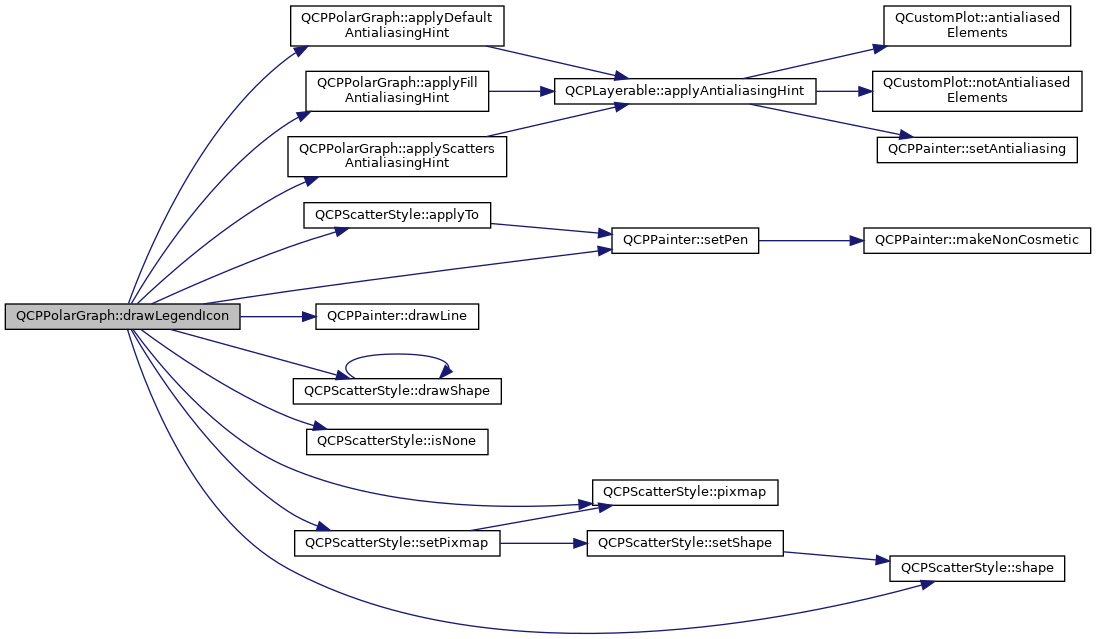 QCPPolarGraph::drawLegendIcon
QCPPolarGraph::applyDefault
AntialiasingHint
QCPPolarGraph::applyFill
AntialiasingHint
QCPPolarGraph::applyScatters
AntialiasingHint
QCPScatterStyle::applyTo
QCPPainter::drawLine
QCPScatterStyle::drawShape
QCPScatterStyle::isNone
QCPScatterStyle::setPixmap
QCPLayerable::applyAntialiasingHint
QCPPainter::setPen
QCPScatterStyle::pixmap
QCPScatterStyle::setShape
QCustomPlot::antialiased
Elements
QCustomPlot::notAntialiased
Elements
QCPPainter::setAntialiasing
QCPPainter::makeNonCosmetic
QCPScatterStyle::shape